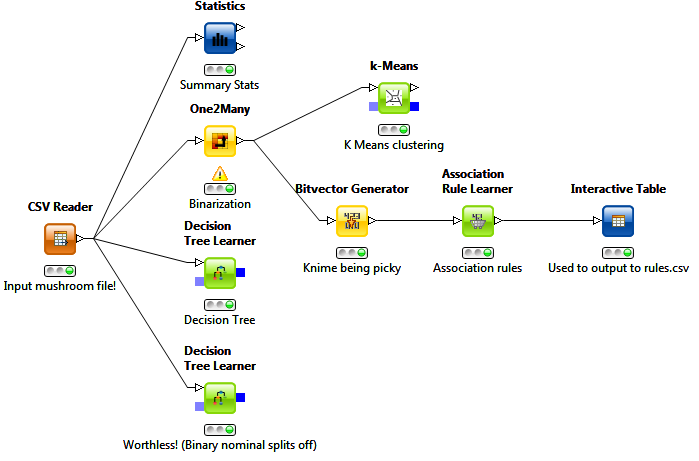 Statistics
Summary Stats
One2Many
Binarization
k-Means
K Means clustering
CSV Reader
Input mushroom file!
Bitvector Generator
Knime being picky
Association
Rule Learner
Association rules
Interactive Table
Used to output to rules.csv
Decision
Tree Learner
Decision Tree
Decision
Tree Learner
Worthless! (Binary nominal splits off)